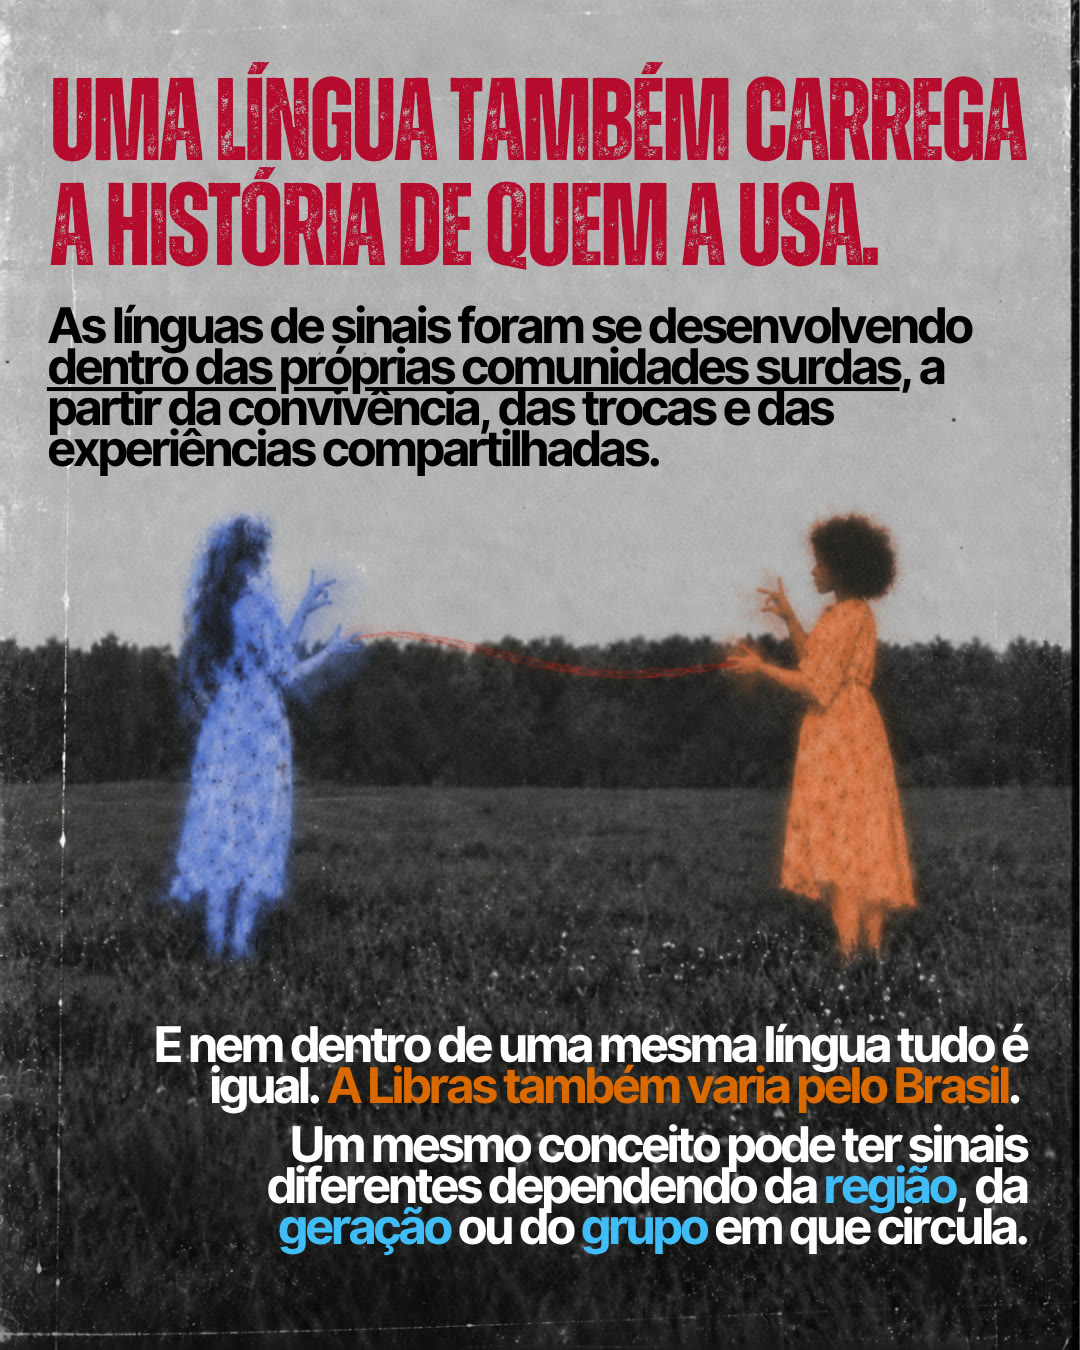 UMA LÍNGUA TAMBÉM CARREGA
A HISTÓRIA DE QUEM A USA.
As línguas de sinais foram se desenvolvendo
dentro das próprias comunidades surdas, a
partir da convivência, das trocas e das
experiências compartilhadas.
E nem dentro de uma mesma língua tudo é
igual. A Libras também varia pelo Brasil.
Um mesmo conceito pode ter sinais
diferentes dependendo da região, da
geração ou do grupo em que circula.